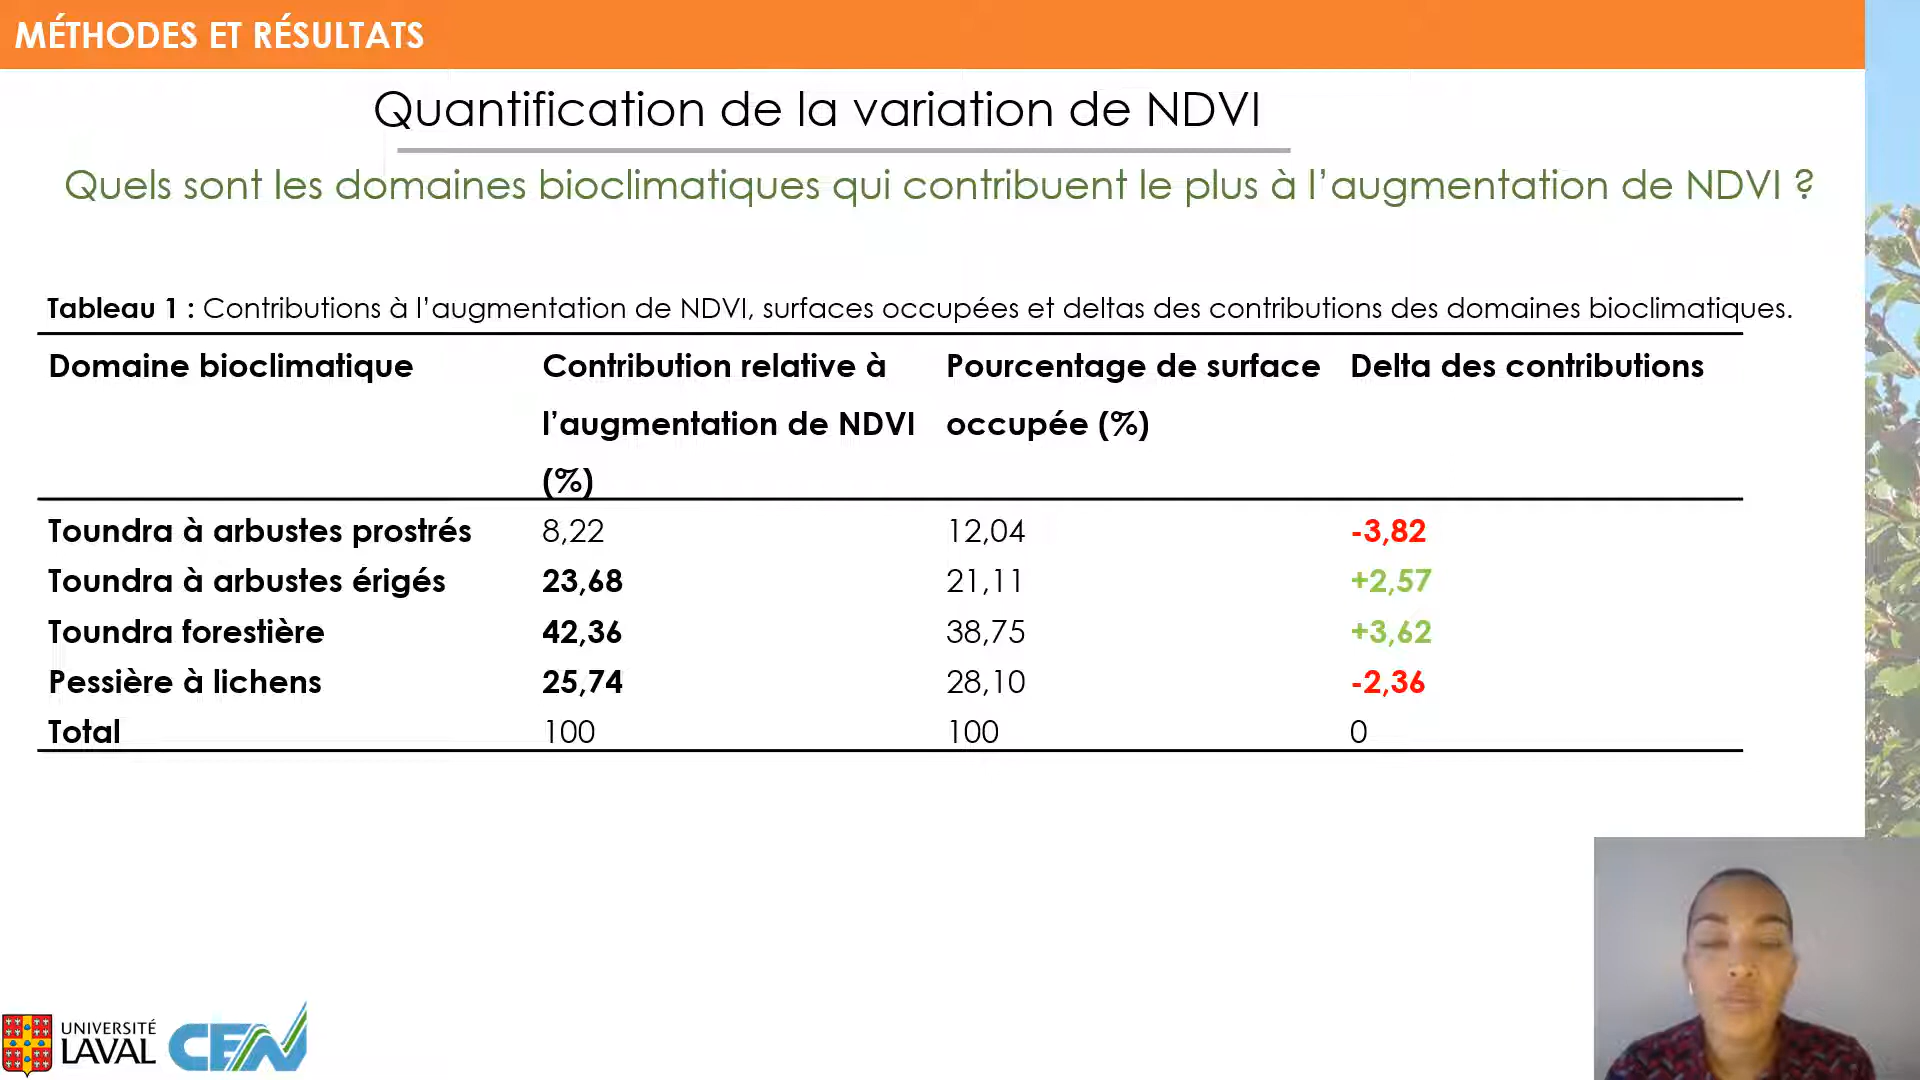 MÉTHODES ET RÉSULTATS
Quantification de la variation de NDVI
Quels sont les domaines bioclimatiques qui contribuent le plus à l’augmentation de NDVI ?
Tableau 1 : Contributions à l’augmentation de NDVI, surfaces occupées et deltas des contributions des domaines bioclimatiques.
Domaine bioclimatique Contribution relative à Pourcentage de surface Delta des contributions
l’augmentation de NDVI occupée (%)
(%)
Toundra à arbustes prostrés 8,22 12,04 -3,82
Toundra à arbustes érigés 23,68 21,11 +2,57
Toundra forestière 42,36 38,75 +3,62
Pessière à lichens 25,74 28,10 -2,36
Total 100 100 0
UNIVERSITÉ
LAVAL
CEN